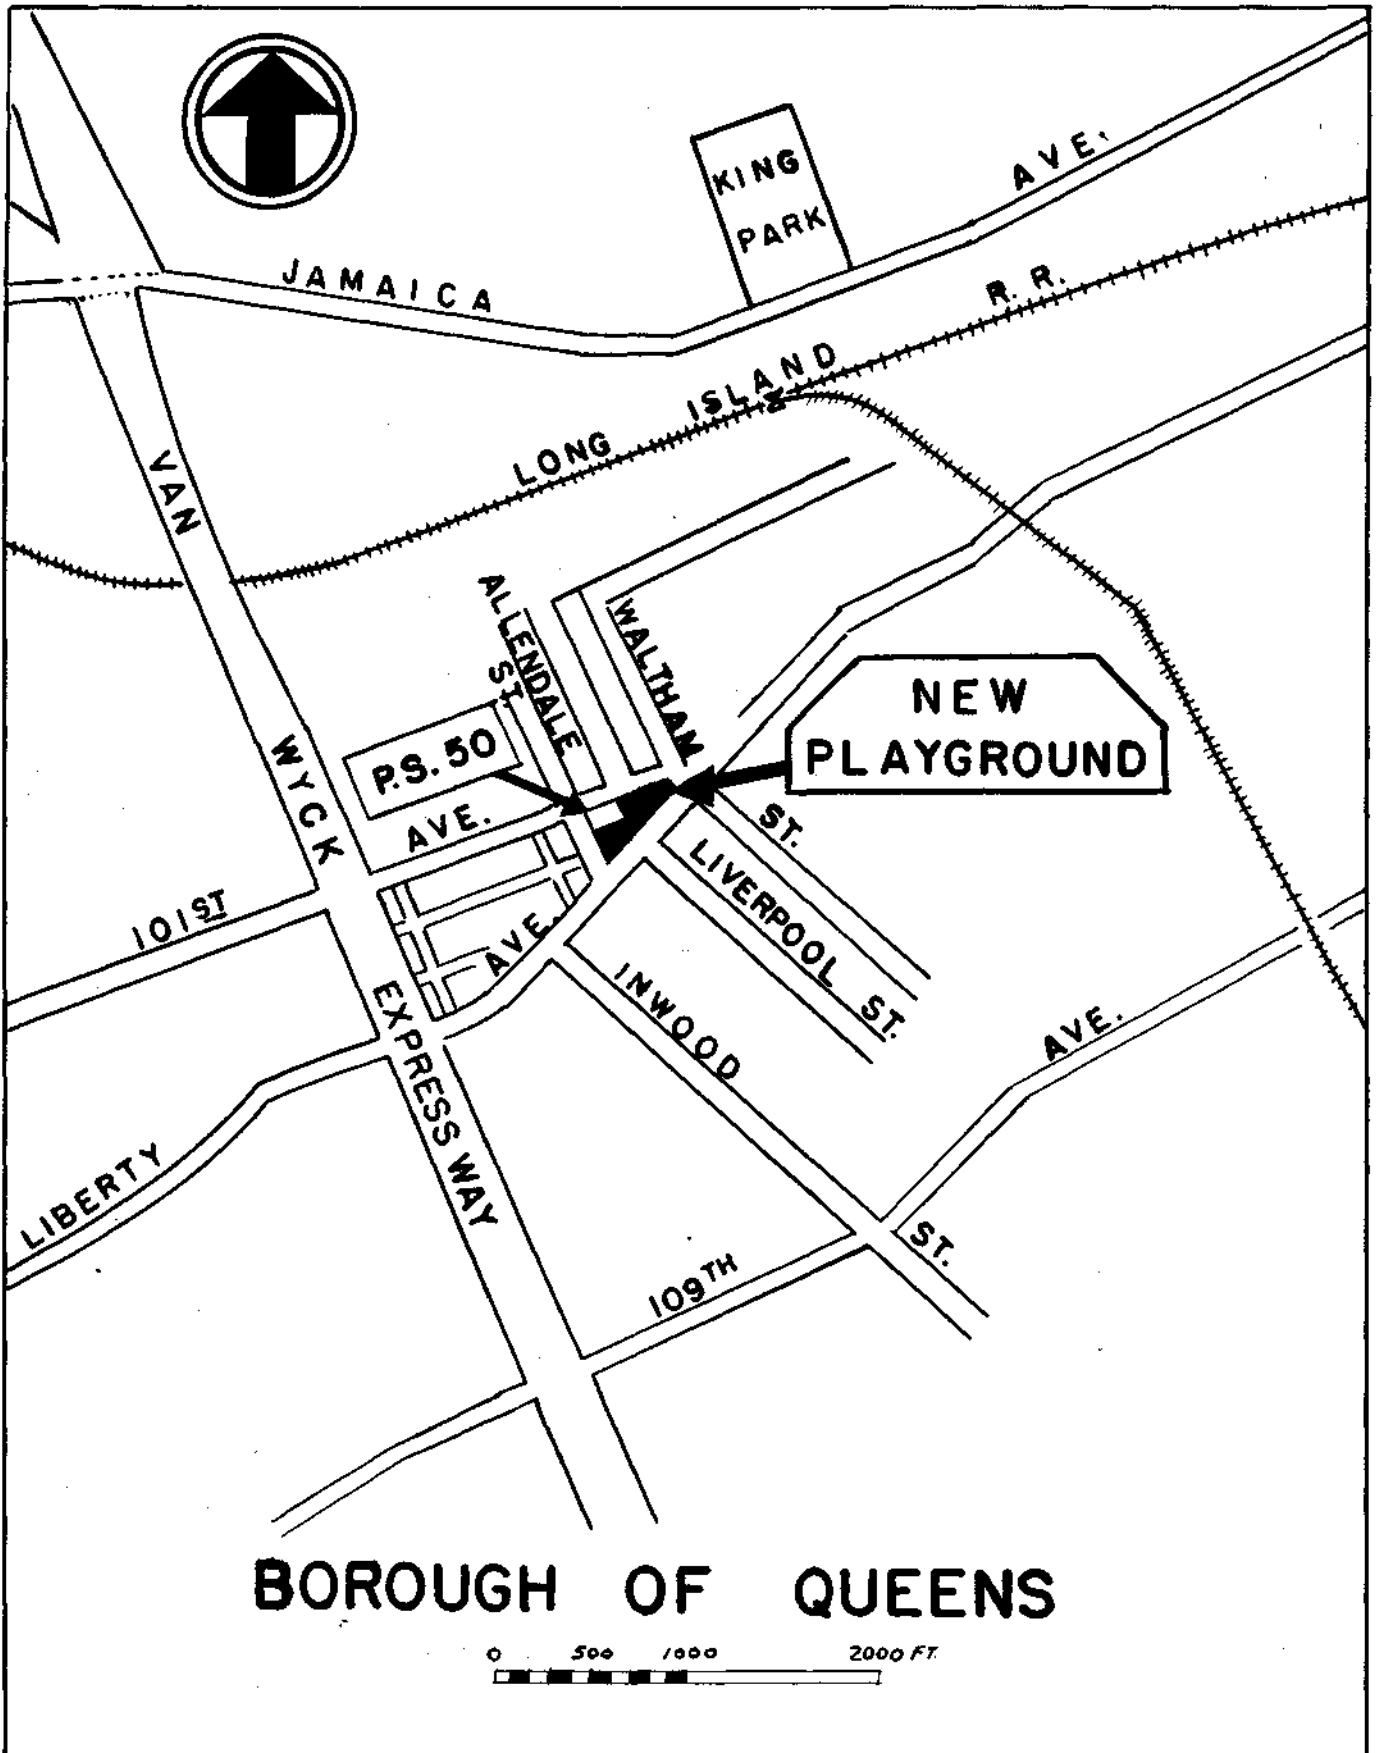 KING
PARK
AVE.
JAMAICA
LONG ISLAND R. R.
VAN WYCK EXPRESS WAY
ALLENDALE
ST.
WALTHAM
ST.
NEW
PLAYGROUND
P.S. 50
101ST
AVE.
LIVERPOOL ST.
LIBERTY
AVE.
INWOOD
ST.
109TH
AVE.
BOROUGH OF QUEENS
0 500 1000 2000 FT.